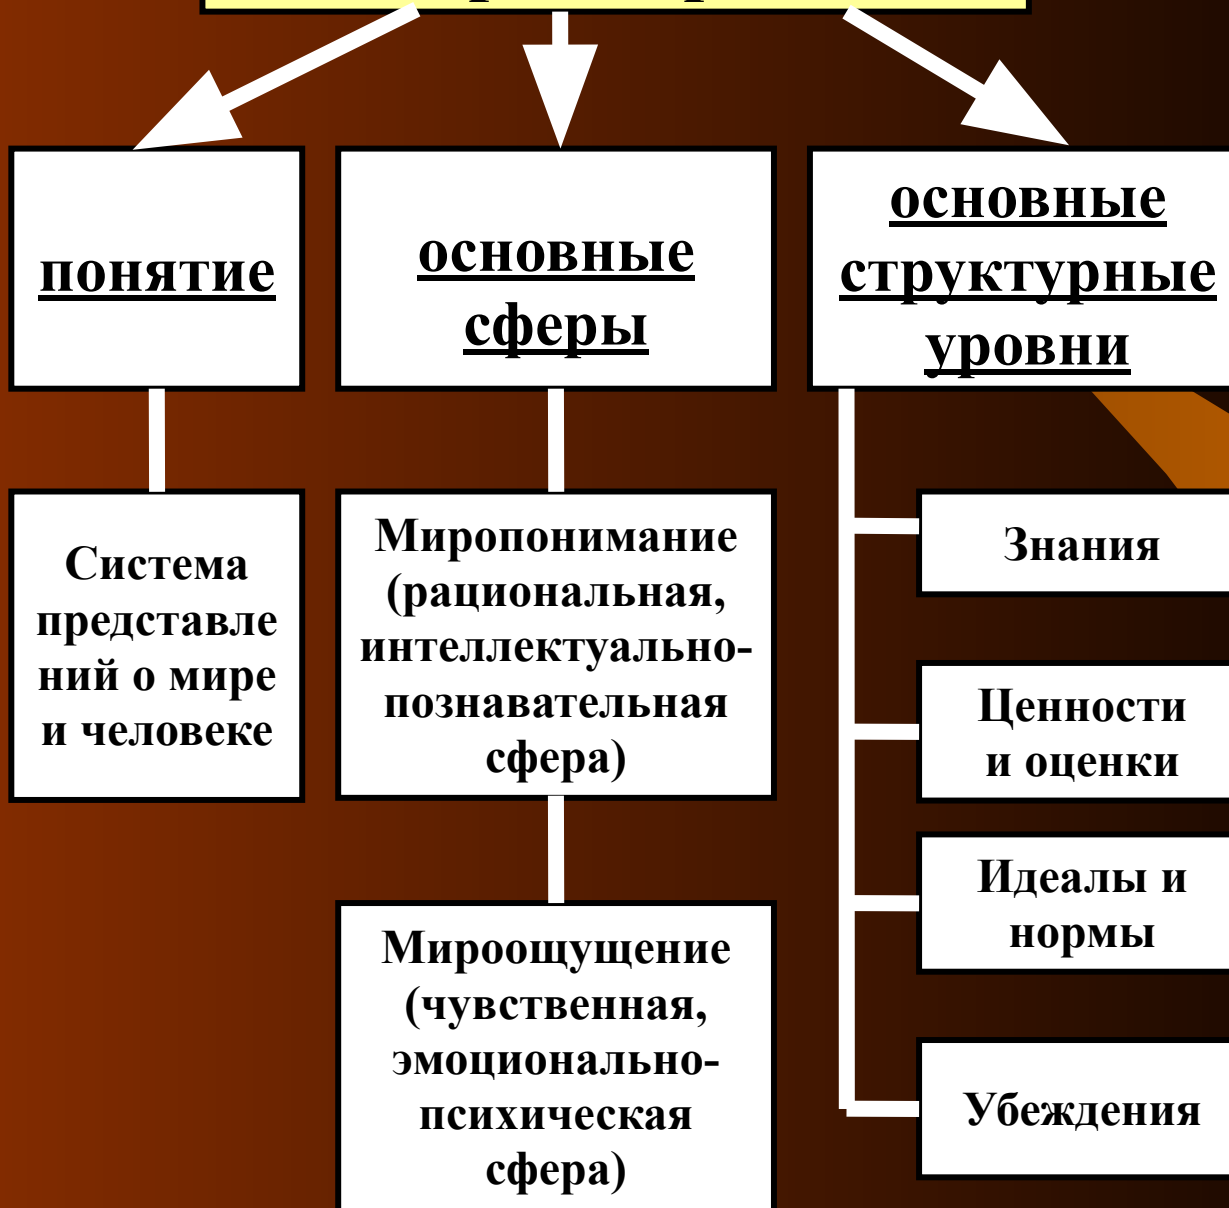 понятие
основные
сферы
основные
структурные
уровни
Система
представле
ний о мире
и человеке
Миропонимание
(рациональная,
интеллектуально-
познавательная
сфера)
Мироощущение
(чувственная,
эмоционально-
психическая
сфера)
Знания
Ценности
и оценки
Идеалы и
нормы
Убеждения